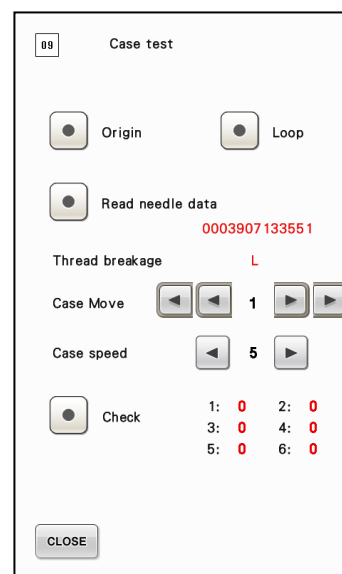 09 Case test
Origin Loop
Read needle data
0003907133551
Thread breakage L
Case Move 1
Case speed 5
Check 1: 0 2: 0
3: 0 4: 0
5: 0 6: 0
CLOSE